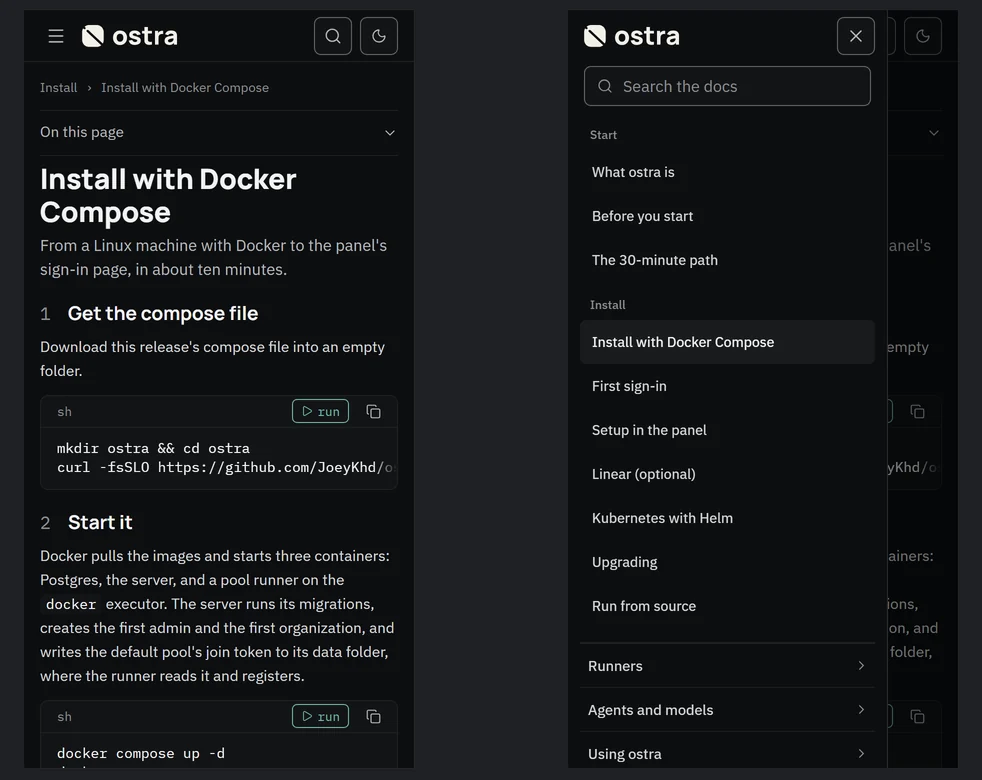 ostra
Install › Install with Docker Compose
On this page
Install with Docker
Compose
From a Linux machine with Docker to the panel's
sign-in page, in about ten minutes.
1 Get the compose file
Download this release's compose file into an empty
folder.
sh
run
mkdir ostra && cd ostra
curl -fsSLO https://github.com/JoeyKhd/o
2 Start it
Docker pulls the images and starts three containers:
Postgres, the server, and a pool runner on the
docker executor. The server runs its migrations,
creates the first admin and the first organization, and
writes the default pool's join token to its data folder,
where the runner reads it and registers.
sh
run
docker compose up -d
ostra
Search the docs
Start
What ostra is
Before you start
The 30-minute path
Install
Install with Docker Compose
First sign-in
Setup in the panel
Linear (optional)
Kubernetes with Helm
Upgrading
Run from source
Runners
Agents and models
Using ostra
anel's
empty
yKhd/o
ainers:
ions,
on, and
folder,